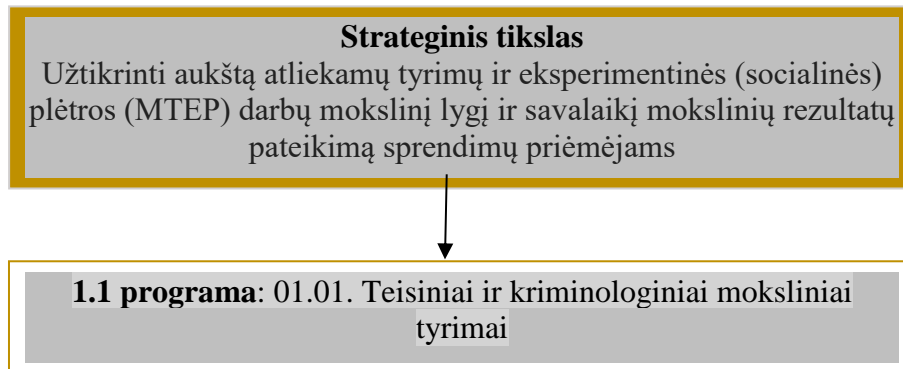 Strateginis tikslas
Užtikrinti aukštą atliekamų tyrimų ir eksperimentinės (socialinės)
plėtros (MTEP) darbų mokslinį lygį ir savalaikį mokslinių rezultatų
pateikimą sprendimų priėmėjams
1.1 programa: 01.01. Teisiniai ir kriminologiniai moksliniai
tyrimai